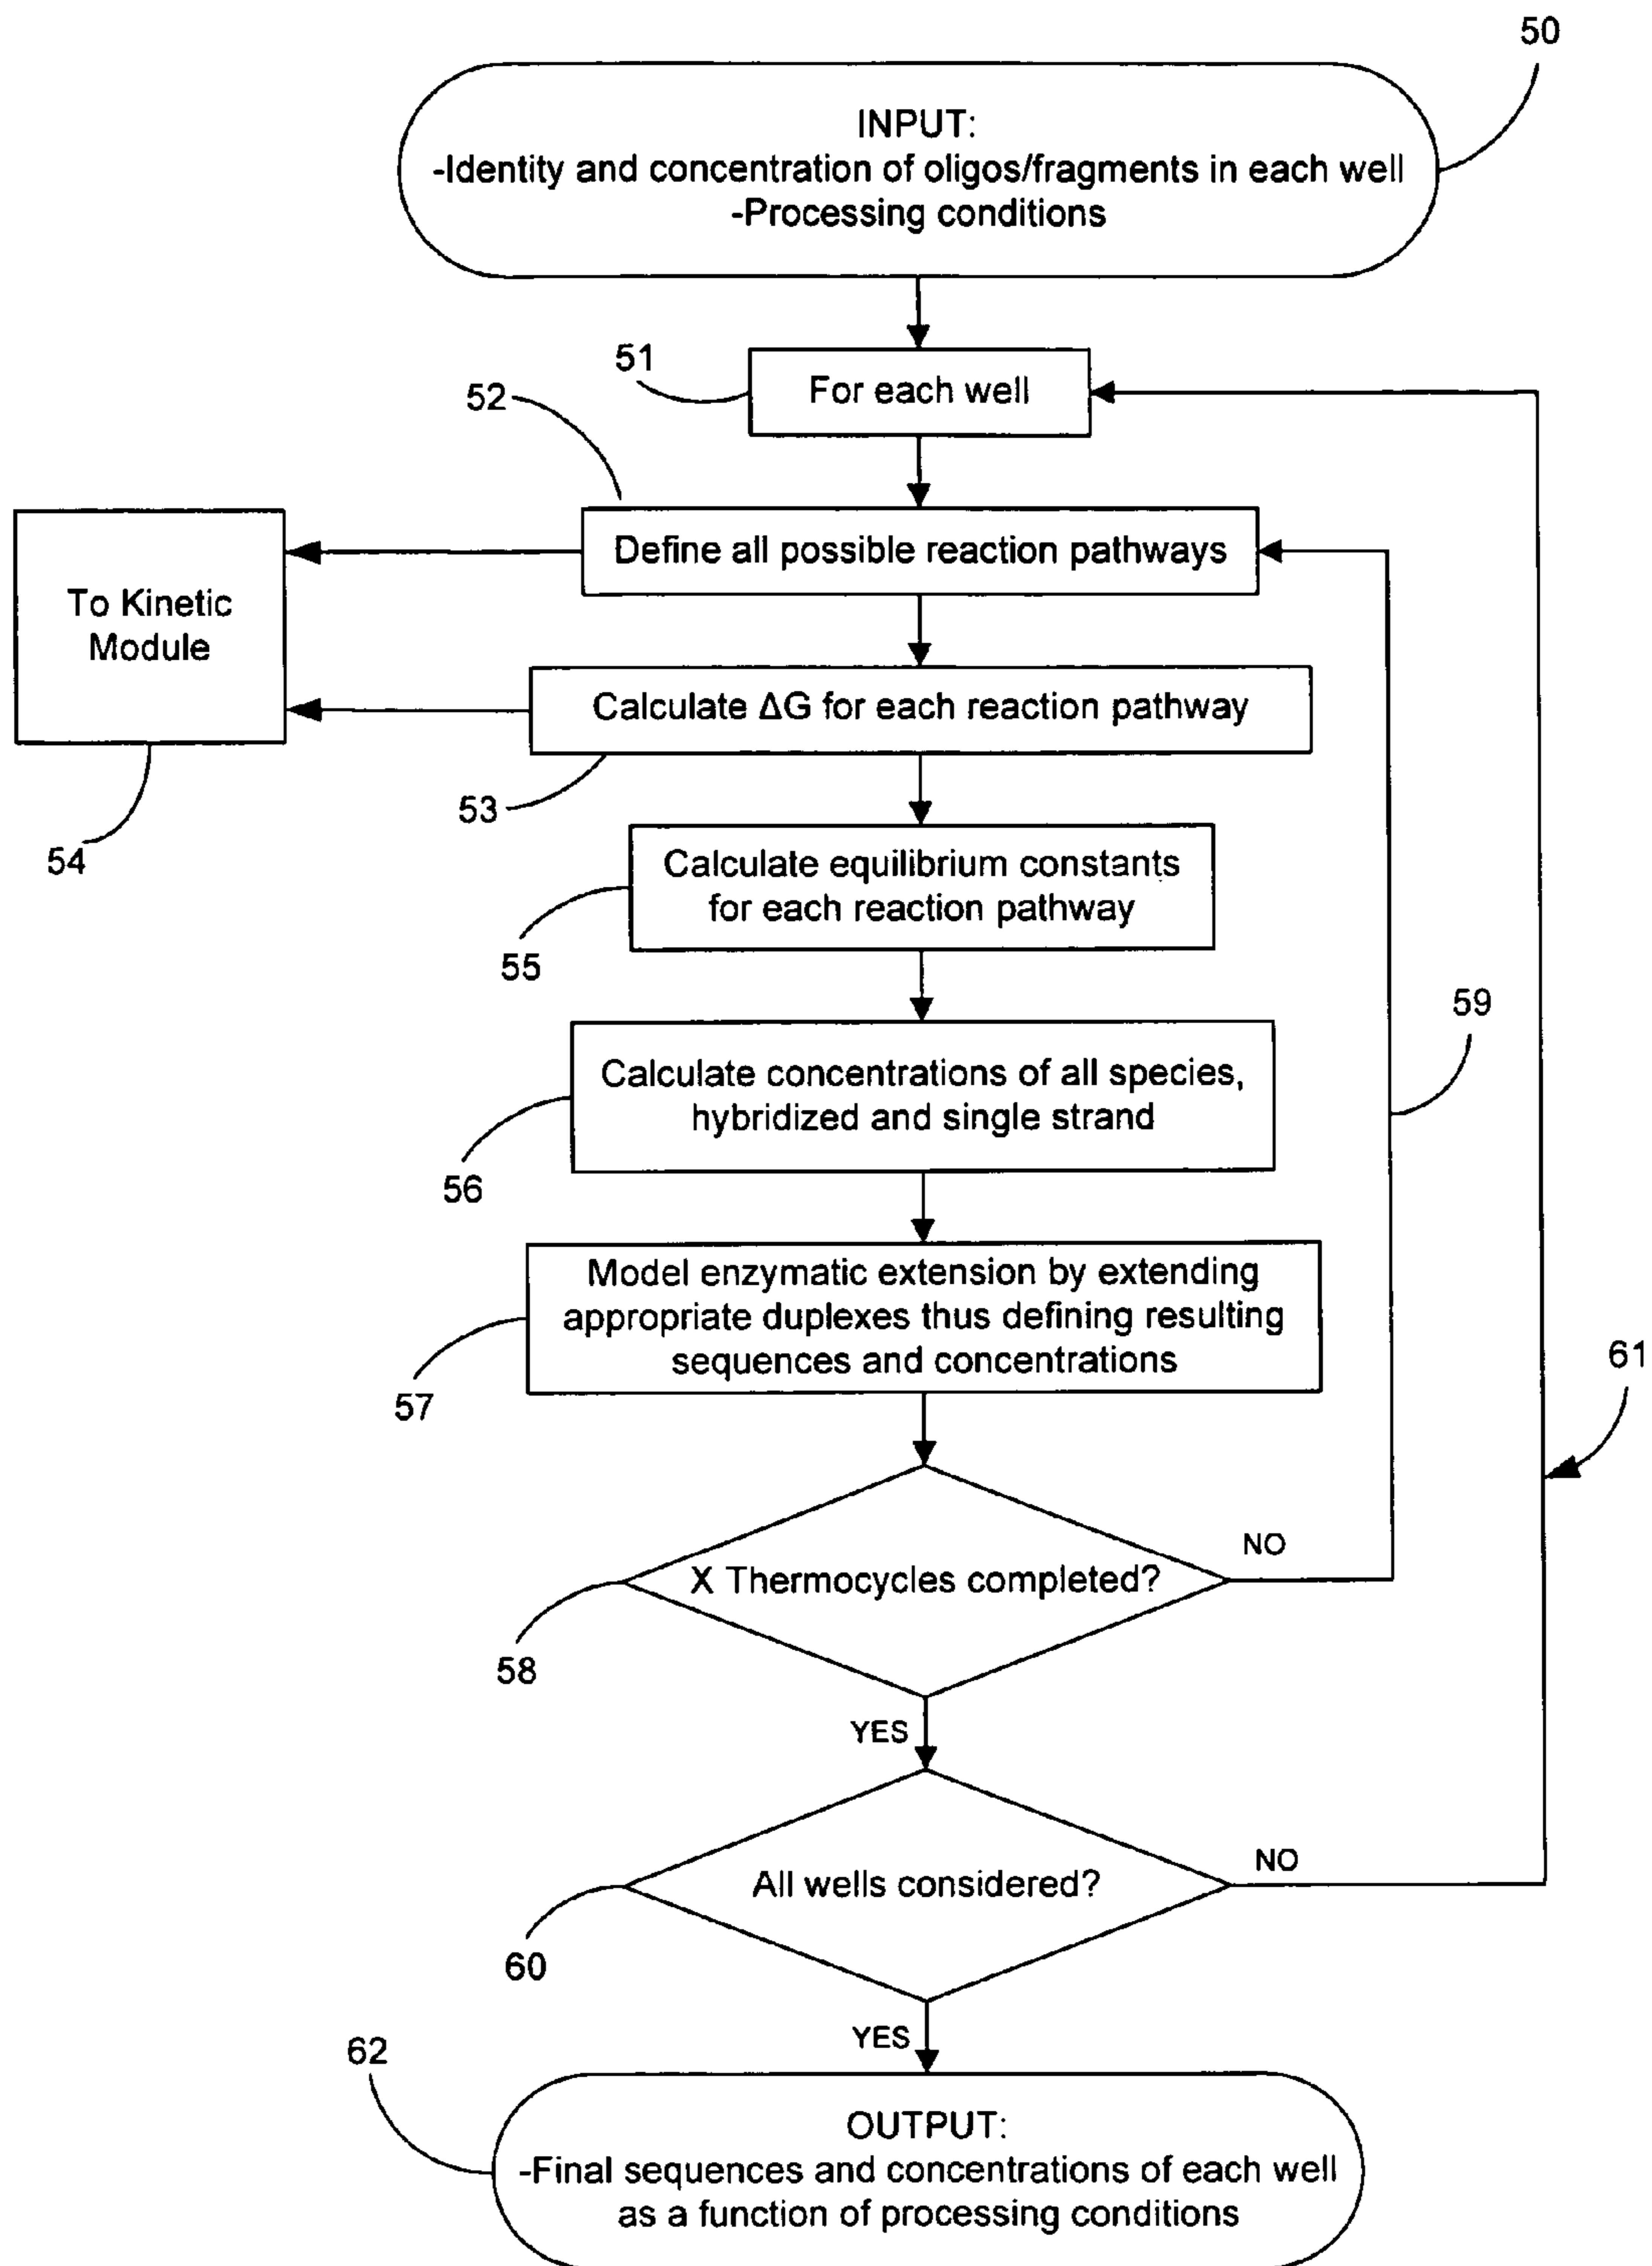 50
INPUT:
-Identity and concentration of oligos/fragments in each well
-Processing conditions
51
For each well
52
Define all possible reaction pathways
To Kinetic
Module
54
Calculate ΔG for each reaction pathway
53
Calculate equilibrium constants
for each reaction pathway
55
59
Calculate concentrations of all species,
hybridized and single strand
56
Model enzymatic extension by extending
appropriate duplexes thus defining resulting
sequences and concentrations
57
61
X Thermocycles completed?
NO
58
YES
All wells considered?
NO
60
YES
62
OUTPUT:
-Final sequences and concentrations of each well
as a function of processing conditions